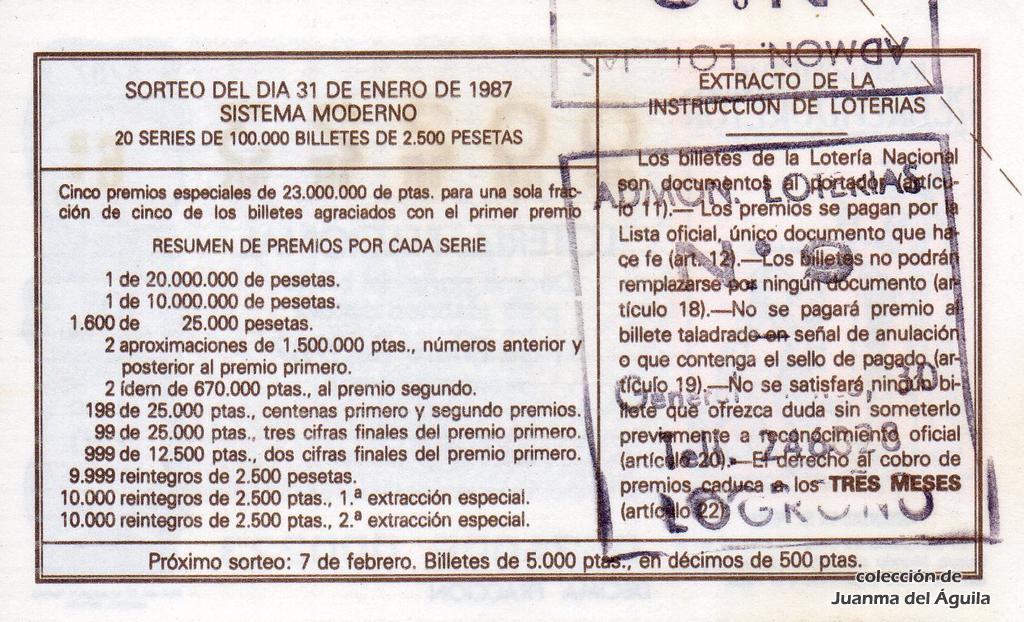 SORTEO DEL DIA 31 DE ENERO DE 1987
SISTEMA MODERNO
20 SERIES DE 100.000 BILLETES DE 2.500 PESETAS
Cinco premios especiales de 23.000.000 de ptas. para una sola frac-
ción de cinco de los billetes agraciados con el primer premio
RESUMEN DE PREMIOS POR CADA SERIE
1 de 20.000.000 de pesetas.
1 de 10.000.000 de pesetas.
1.600 de 25.000 pesetas.
2 aproximaciones de 1.500.000 ptas., números anterior y
posterior al premio primero.
2 ídem de 670.000 ptas., al premio segundo.
198 de 25.000 ptas., centenas primero y segundo premios.
99 de 25.000 ptas., tres cifras finales del premio primero.
999 de 12.500 ptas., dos cifras finales del premio primero.
9.999 reintegros de 2.500 pesetas.
10.000 reintegros de 2.500 ptas., 1.ª extracción especial.
10.000 reintegros de 2.500 ptas., 2.ª extracción especial.
EXTRACTO DE LA
INSTRUCCION DE LOTERIAS
Los billetes de la Lotería Nacional
son documentos al portador (artícu-
lo 11).— Los premios se pagan por la
Lista oficial, único documento que ha-
ce fe (art. 12).—Los billetes no podrán
remplazarse por ningún documento (ar-
tículo 18).—No se pagará premio al
billete taladrado en señal de anulación
o que contenga el sello de pagado (ar-
tículo 19).—No se satisfará ningún bi-
llete que ofrezca duda sin someterlo
previamente a reconocimiento oficial
(artículo 20).—El derecho al cobro de
premios caduca a los TRES MESES
(artículo 22).
Próximo sorteo: 7 de febrero. Billetes de 5.000 ptas., en décimos de 500 ptas.
ADMON. LOTERIAS
N.º 9
General 30
Telf. 246028
LOGROÑO
ADMON. LOTERIAS
colección de
Juanma del Águila